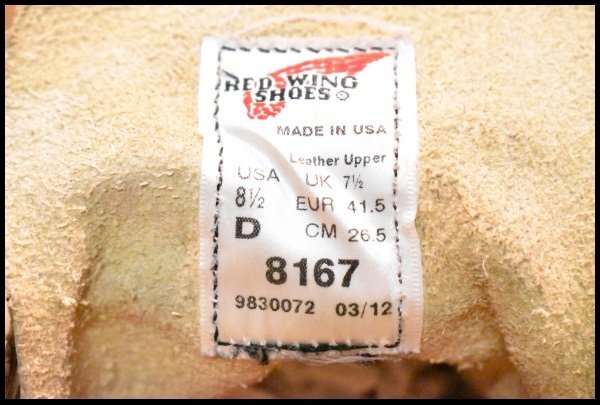 RED WING
SHOES ®
MADE IN USA
Leather Upper
USA UK 7½
8½ EUR 41.5
D CM 26.5
8167
9830072 03/12